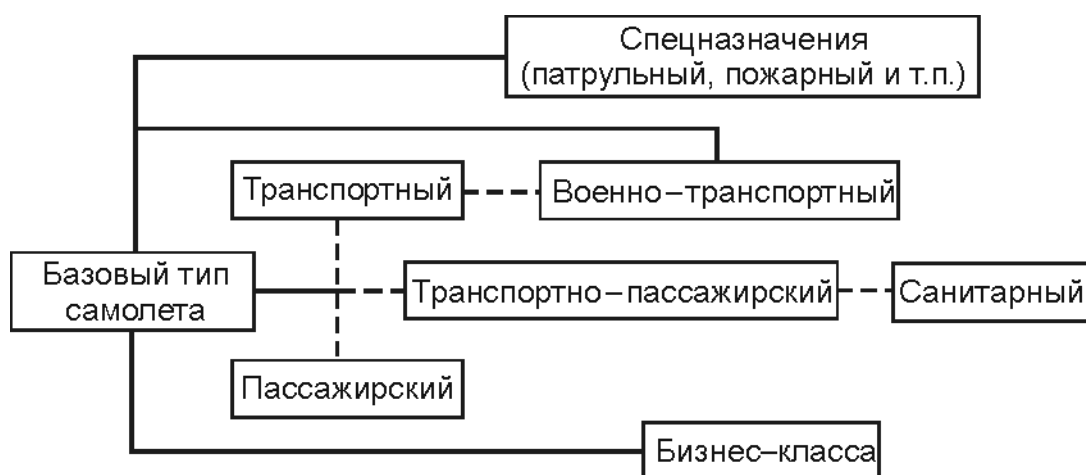 Спецназначения
(патрульный, пожарный и т.п.)
Транспортный
Военно–транспортный
Базовый тип
самолета
Транспортно–пассажирский
Санитарный
Пассажирский
Бизнес–класса